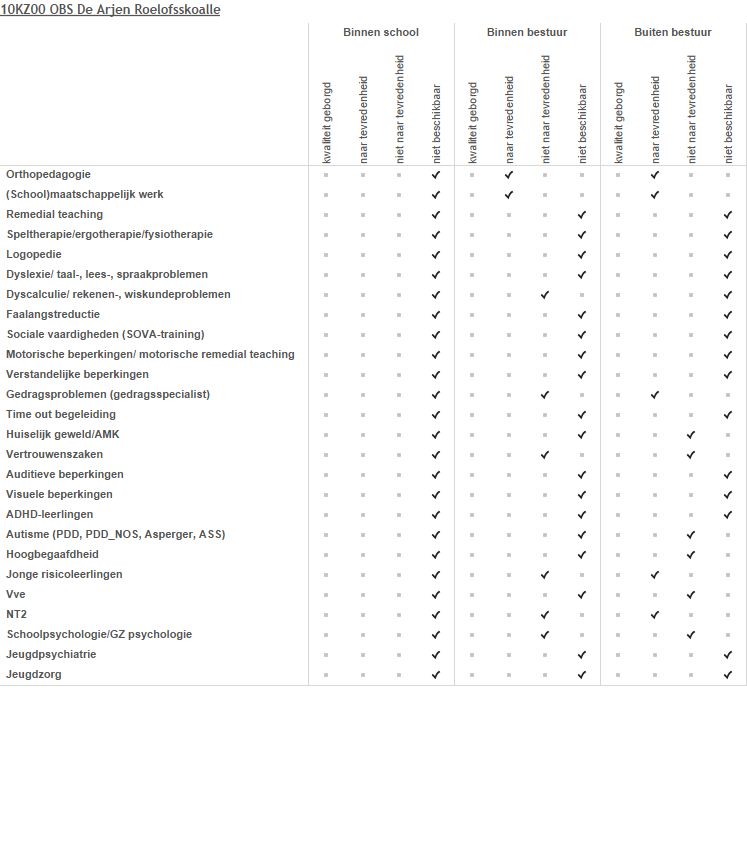 10KZ00 OBS De Arjen Roelofsskoalle
Binnen school Binnen bestuur Buiten bestuur
kwaliteit geborgd naar tevredenheid niet naar tevredenheid niet beschikbaar kwaliteit geborgd naar tevredenheid niet naar tevredenheid niet beschikbaar kwaliteit geborgd naar tevredenheid niet naar tevredenheid niet beschikbaar
Orthopedagogie
(School)maatschappelijk werk
Remedial teaching
Speltherapie/ergotherapie/fysiotherapie
Logopedie
Dyslexie/ taal-, lees-, spraakproblemen
Dyscalculie/ rekenen-, wiskundeproblemen
Faalangstreductie
Sociale vaardigheden (SOVA-training)
Motorische beperkingen/ motorische remedial teaching
Verstandelijke beperkingen
Gedragsproblemen (gedragsspecialist)
Time out begeleiding
Huiselijk geweld/AMK
Vertrouwenszaken
Auditieve beperkingen
Visuele beperkingen
ADHD-leerlingen
Autisme (PDD, PDD_NOS, Asperger, ASS)
Hoogbegaafdheid
Jonge risicoleerlingen
Vve
NT2
Schoolpsychologie/GZ psychologie
Jeugdpsychiatrie
Jeugdzorg